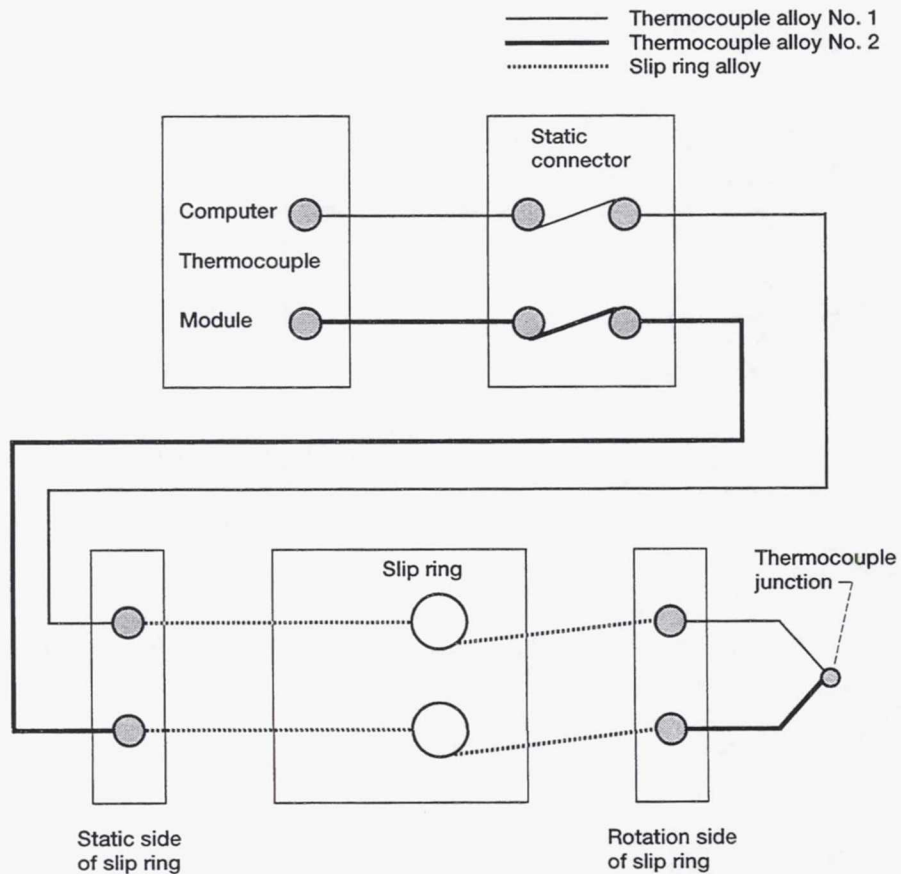 Thermocouple alloy No. 1
Thermocouple alloy No. 2
Slip ring alloy
Static
connector
Computer
Thermocouple
Module
Slip ring
Thermocouple
junction
Static side
of slip ring
Rotation side
of slip ring